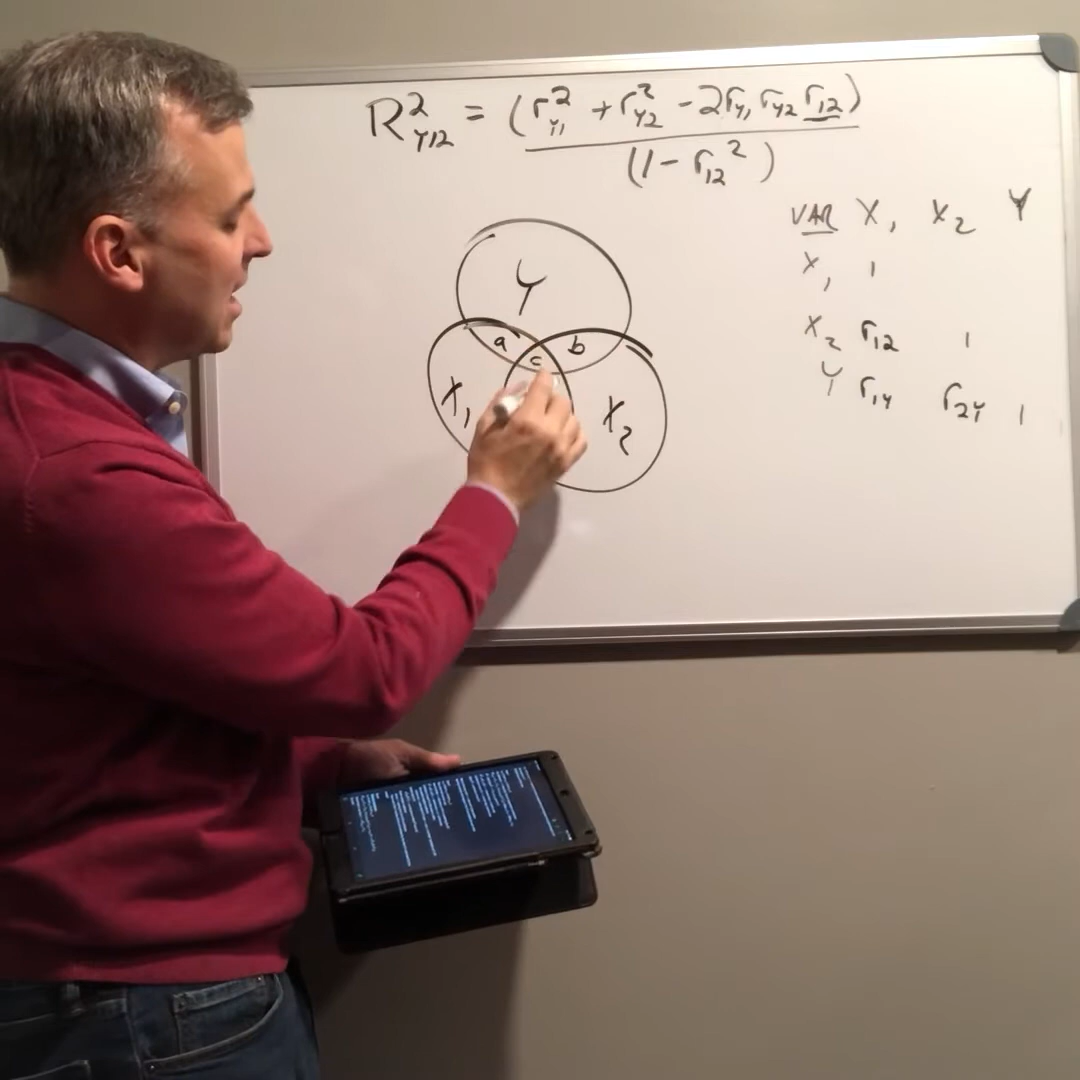 R²y12 = (r²y1 + r²y2 - 2ry1 ry2 r12)
(1 - r12²)
VAR X1 X2 Y
X1 1
X2 r12 1
Y r1Y r2Y 1
Y
a c b
X1 X2